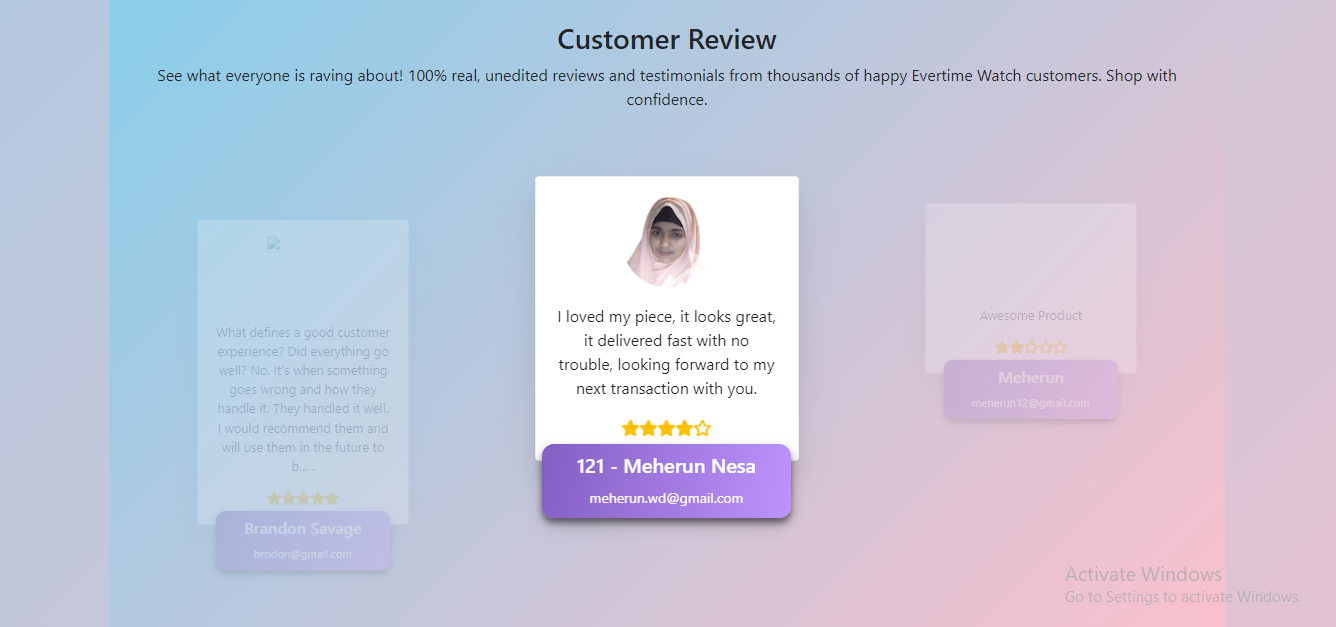 Customer Review
See what everyone is raving about! 100% real, unedited reviews and testimonials from thousands of happy Evertime Watch customers. Shop with
confidence.
What defines a good customer
experience? Did everything go
well? No. It's when something
goes wrong and how they
handle it. They handled it well.
I would recommend them and
will use them in the future to
b... .
Brandon Savage
brodon@gmail.com
I loved my piece, it looks great,
it delivered fast with no
trouble, looking forward to my
next transaction with you.
121 - Meherun Nesa
meherun.wd@gmail.com
Awesome Product
Meherun
meherun12@gmail.com
Activate Windows
Go to Settings to activate Windows.